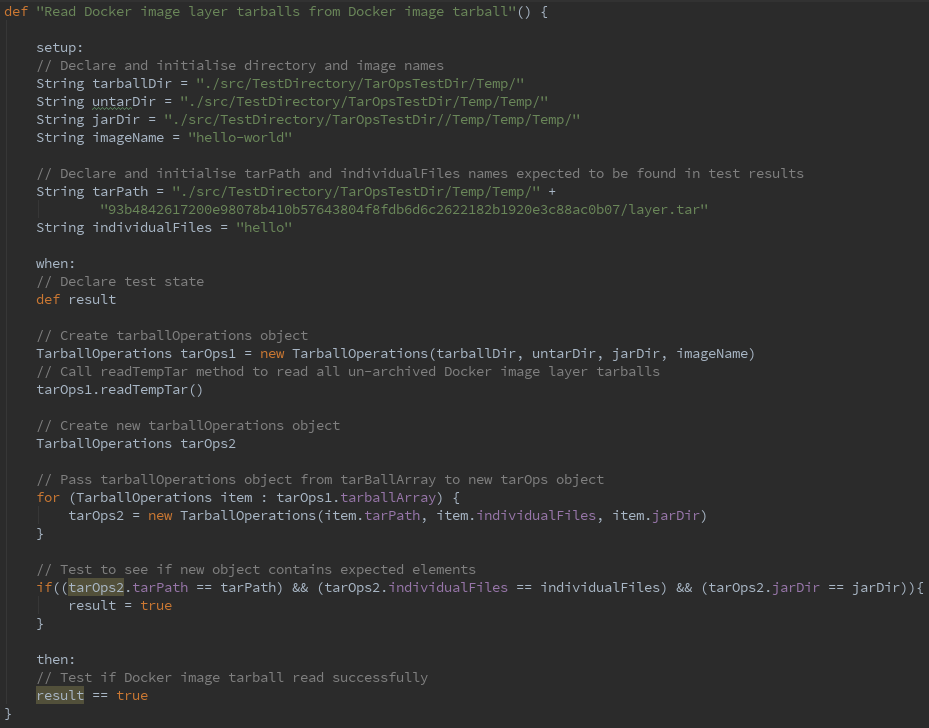 def "Read Docker image layer tarballs from Docker image tarball"() {
setup:
// Declare and initialise directory and image names
String tarballDir = "./src/TestDirectory/TarOpsTestDir/Temp/"
String untarDir = "./src/TestDirectory/TarOpsTestDir/Temp/Temp/"
String jarDir = "./src/TestDirectory/TarOpsTestDir//Temp/Temp/Temp/"
String imageName = "hello-world"
// Declare and initialise tarPath and individualFiles names expected to be found in test results
String tarPath = "./src/TestDirectory/TarOpsTestDir/Temp/Temp/" +
"93b4842617200e98078b410b57643804f8fdb6d6c2622182b1920e3c88ac0b07/layer.tar"
String individualFiles = "hello"
when:
// Declare test state
def result
// Create tarballOperations object
TarballOperations tarOps1 = new TarballOperations(tarballDir, untarDir, jarDir, imageName)
// Call readTempTar method to read all un-archived Docker image layer tarballs
tarOps1.readTempTar()
// Create new tarballOperations object
TarballOperations tarOps2
// Pass tarballOperations object from tarBallArray to new tarOps object
for (TarballOperations item : tarOps1.tarballArray) {
tarOps2 = new TarballOperations(item.tarPath, item.individualFiles, item.jarDir)
}
// Test to see if new object contains expected elements
if((tarOps2.tarPath == tarPath) && (tarOps2.individualFiles == individualFiles) && (tarOps2.jarDir == jarDir)){
result = true
}
then:
// Test if Docker image tarball read successfully
result == true
}